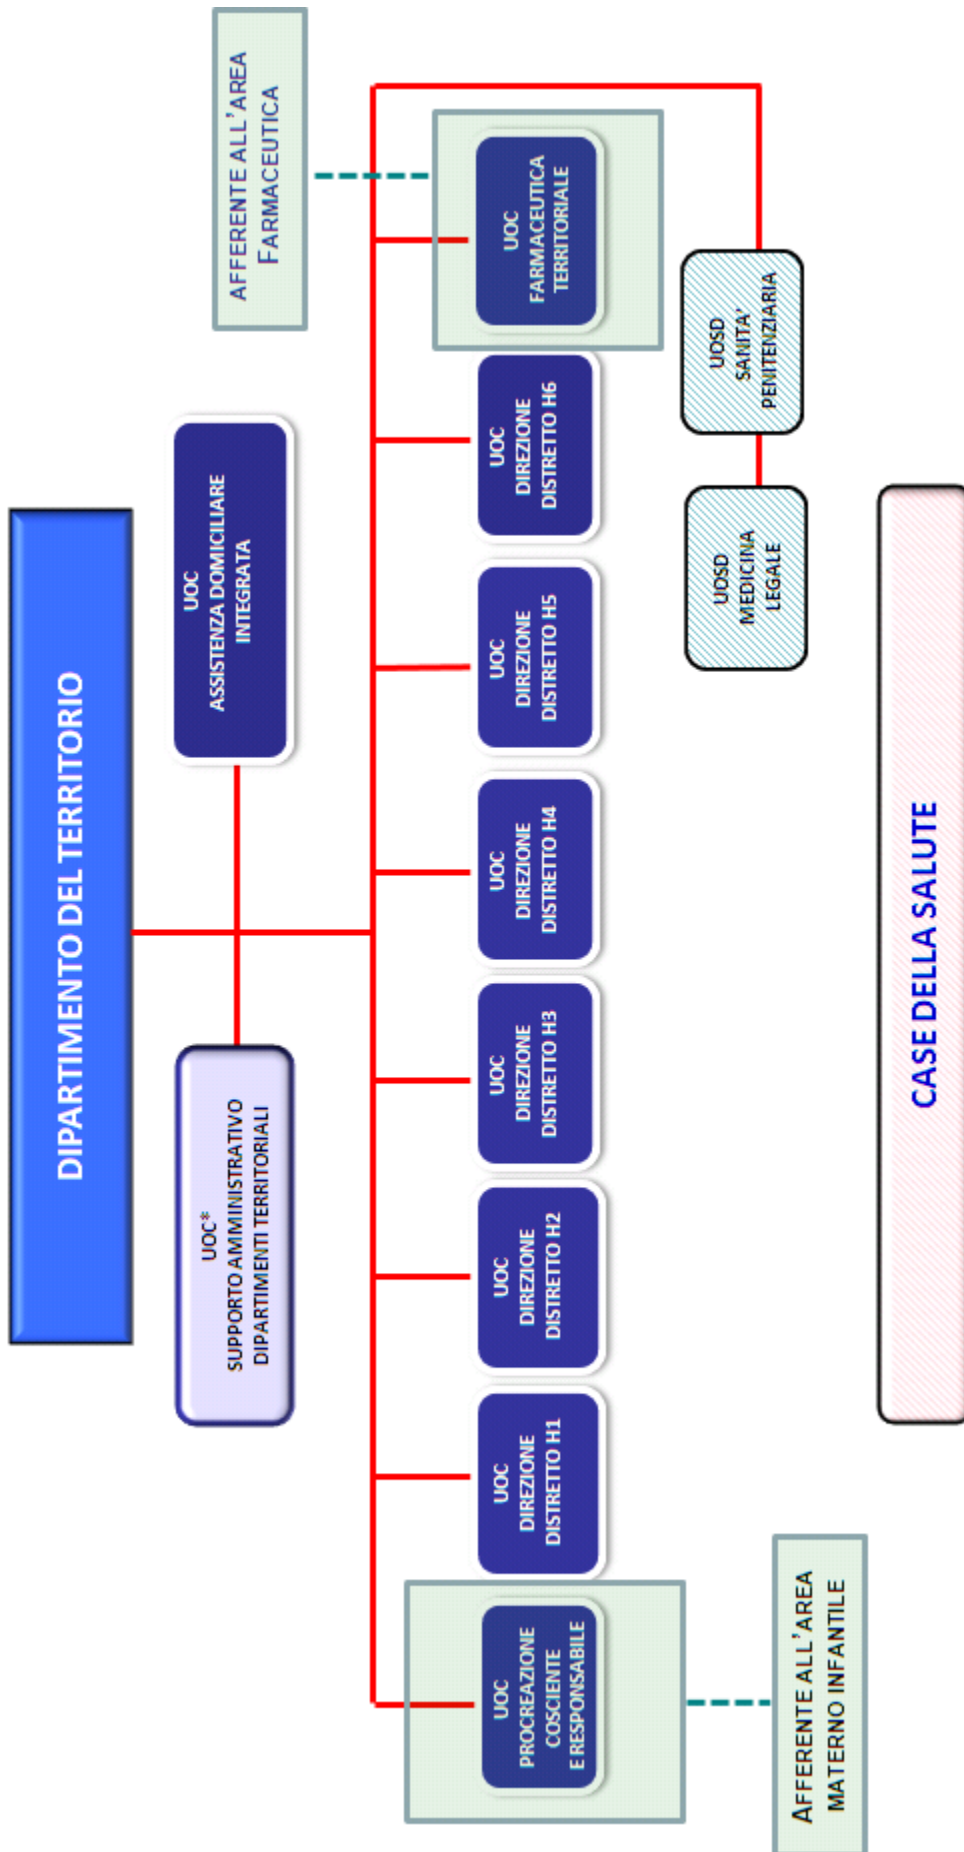 DIPARTIMENTO DEL TERRITORIO
UOC*
SUPPORTO AMMINISTRATIVO
DIPARTIMENTI TERRITORIALI
UOC
ASSISTENZA DOMICILIARE
INTEGRATA
AFFERENTE ALL'AREA
FARMACEUTICA
UOC
PROCREAZIONE
COSCIENTE
E RESPONSABILE
UOC
DIREZIONE
DISTRETTO H1
UOC
DIREZIONE
DISTRETTO H2
UOC
DIREZIONE
DISTRETTO H3
UOC
DIREZIONE
DISTRETTO H4
UOC
DIREZIONE
DISTRETTO H5
UOC
DIREZIONE
DISTRETTO H6
UOC
FARMACEUTICA
TERRITORIALE
AFFERENTE ALL'AREA
MATERNO INFANTILE
UOSD
MEDICINA
LEGALE
UOSD
SANITA'
PENITENZIARIA
CASE DELLA SALUTE